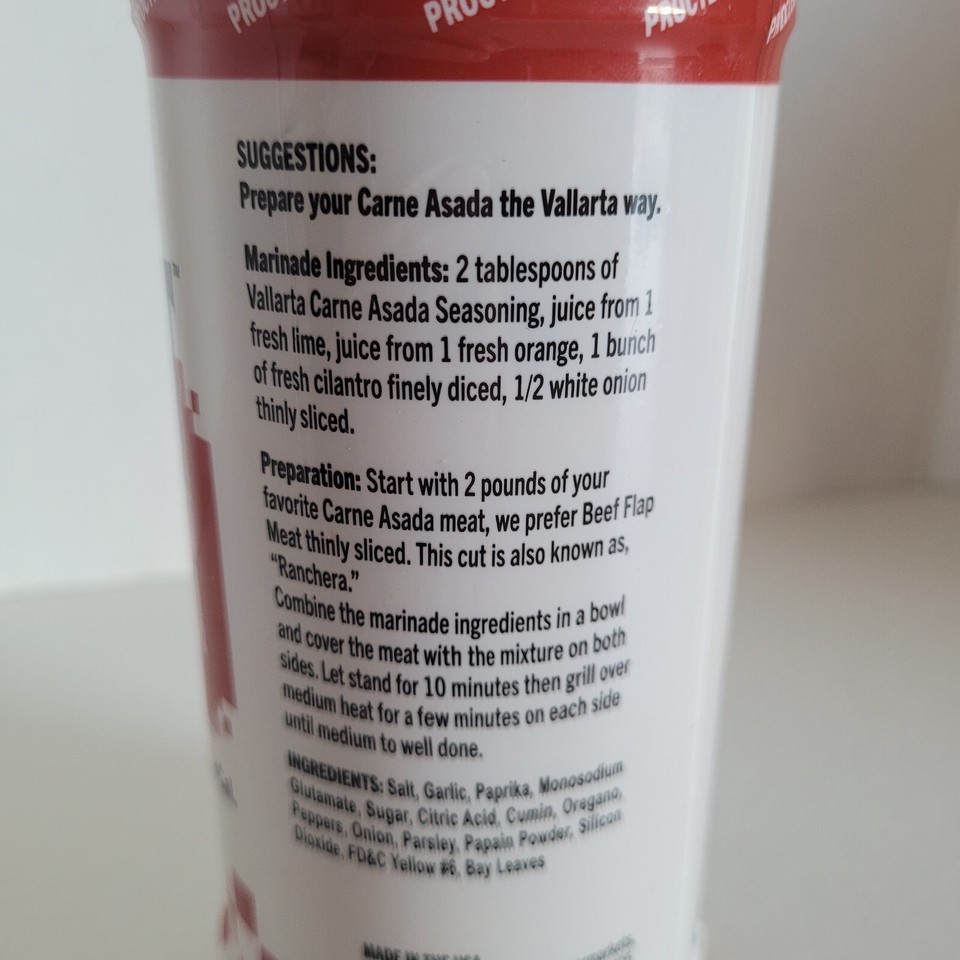 SUGGESTIONS:
Prepare your Carne Asada the Vallarta way.
Marinade Ingredients: 2 tablespoons of
Vallarta Carne Asada Seasoning, juice from 1
fresh lime, juice from 1 fresh orange, 1 bunch
of fresh cilantro finely diced, 1/2 white onion
thinly sliced.
Preparation: Start with 2 pounds of your
favorite Carne Asada meat, we prefer Beef Flap
Meat thinly sliced. This cut is also known as,
“Ranchera.”
Combine the marinade ingredients in a bowl
and cover the meat with the mixture on both
sides. Let stand for 10 minutes then grill over
medium heat for a few minutes on each side
until medium to well done.
INGREDIENTS: Salt, Garlic, Paprika, Monosodium
Glutamate, Sugar, Citric Acid, Cumin, Oregano,
Peppers, Onion, Parsley, Papain Powder, Silicon
Dioxide, FD&C Yellow #6, Bay Leaves
MADE IN THE USA